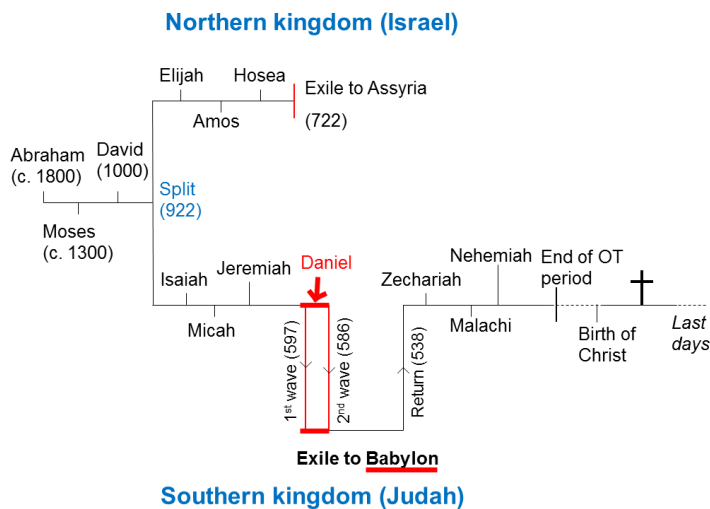 Northern kingdom (Israel)
Elijah
Hosea
Exile to Assyria
(722)
Amos
Abraham
(c. 1800)
David
(1000)
Split
(922)
Moses
(c. 1300)
Isaiah
Jeremiah
Daniel
Micah
1st wave (597)
2nd wave (586)
Return (538)
Zechariah
Nehemiah
End of OT
period
Malachi
Birth of
Christ
Last
days
Exile to Babylon
Southern kingdom (Judah)